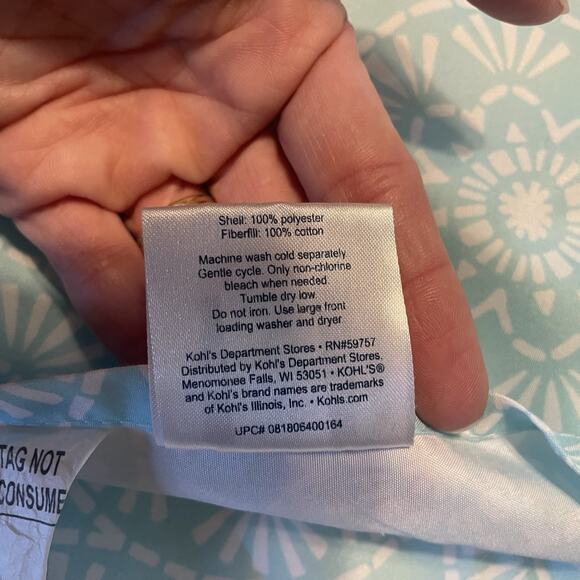 Shell: 100% polyester
Fiberfill: 100% cotton
Machine wash cold separately
Gentle cycle. Only non-chlorine
bleach when needed
Tumble dry low
Do not iron. Use large front
loading washer and dryer
Kohl's Department Stores • RN#59757
Distributed by Kohl's Department Stores,
Menomonee Falls, WI 53051 • KOHL'S®
and Kohl's brand names are trademarks
of Kohl's Illinois, Inc. • Kohls.com
UPC# 081806400164
TAG NOT
CONSUME